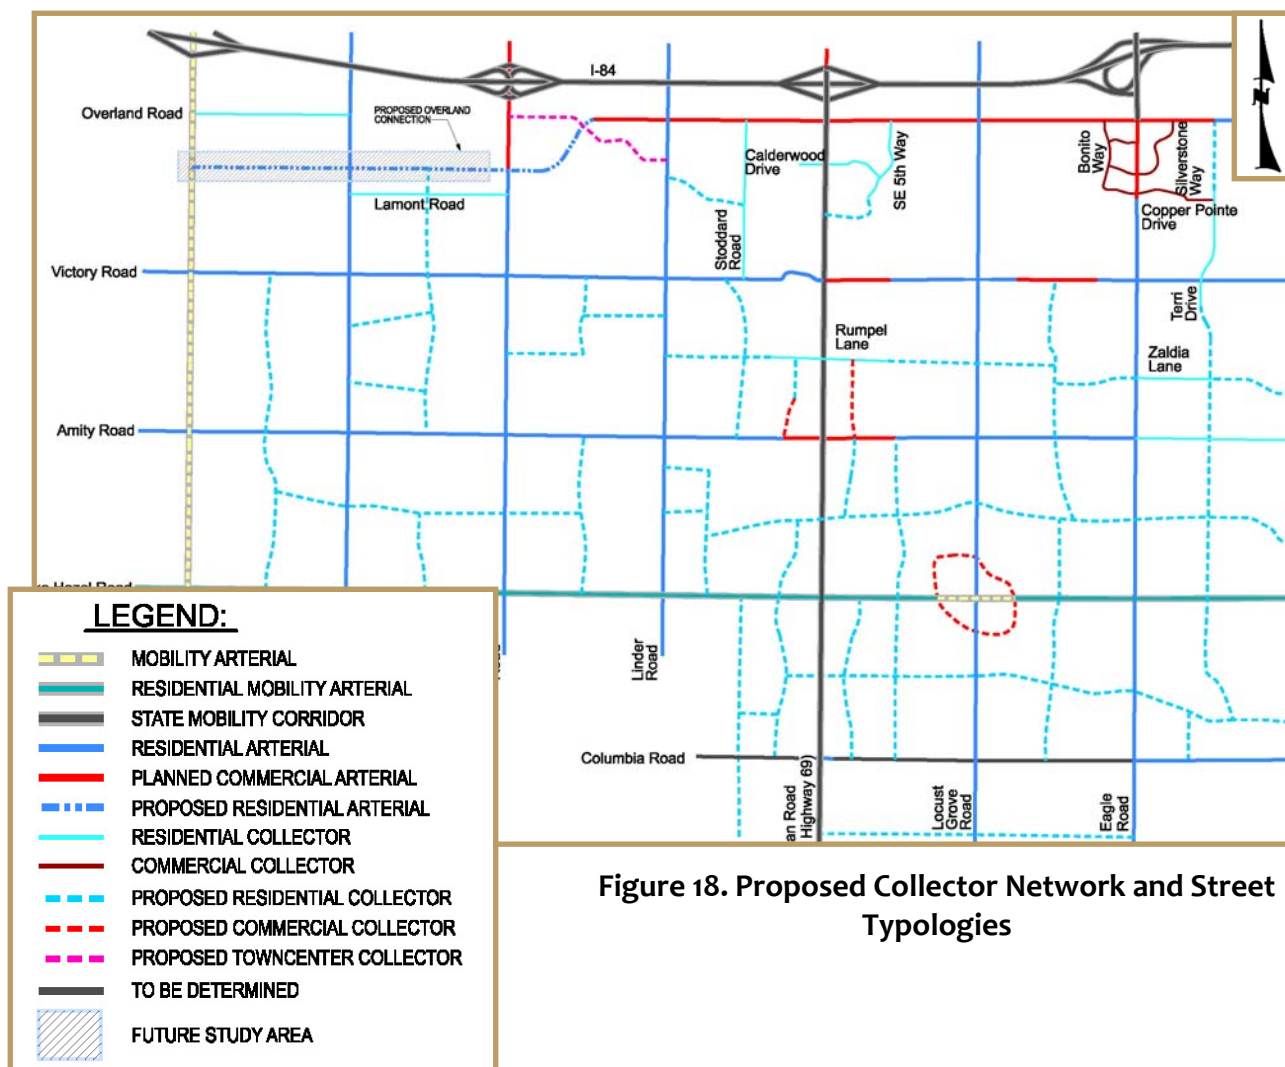 I-84
N
Overland Road
PROPOSED OVERLAND
CONNECTION
Calderwood
Drive
SE 5th Way
Bonito
Way
Silverstone
Way
Lamont Road
Stoddard
Road
Copper Pointe
Drive
Victory Road
Terri
Drive
Rumpel
Lane
Zaldia
Lane
Amity Road
Hazel Road
Linder
Road
Columbia Road
an Road
Highway 69)
Locust
Grove
Road
Eagle
Road
LEGEND:
MOBILITY ARTERIAL
RESIDENTIAL MOBILITY ARTERIAL
STATE MOBILITY CORRIDOR
RESIDENTIAL ARTERIAL
PLANNED COMMERCIAL ARTERIAL
PROPOSED RESIDENTIAL ARTERIAL
RESIDENTIAL COLLECTOR
COMMERCIAL COLLECTOR
PROPOSED RESIDENTIAL COLLECTOR
PROPOSED COMMERCIAL COLLECTOR
PROPOSED TOWNCENTER COLLECTOR
TO BE DETERMINED
FUTURE STUDY AREA
Figure 18. Proposed Collector Network and Street
Typologies